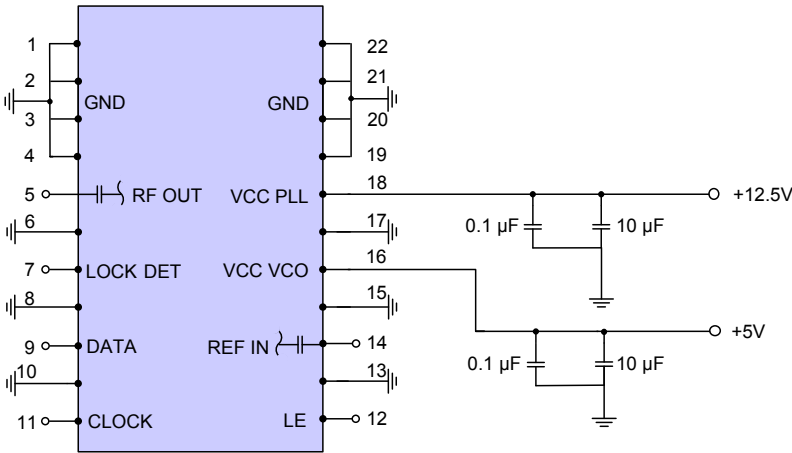 1
22
2
21
GND
GND
3
20
4
19
5
RF OUT
VCC PLL
18
+12.5V
6
17
0.1 µF
10 µF
7
LOCK DET
VCC VCO
16
8
15
+5V
9
DATA
REF IN
14
0.1 µF
10 µF
10
13
11
CLOCK
LE
12